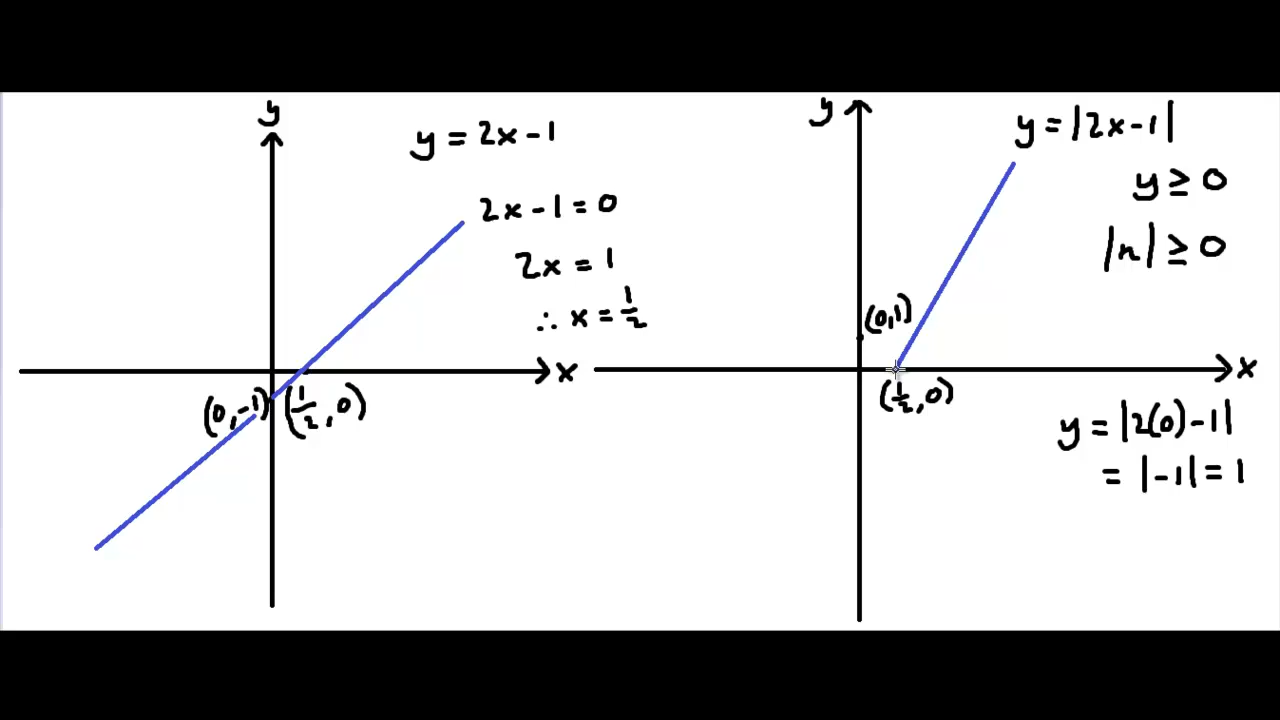 y
y = 2x - 1
2x - 1 = 0
2x = 1
∴ x = 1/2
x
(0, -1)
(1/2, 0)
y
y = |2x - 1|
y ≥ 0
|n| ≥ 0
(0,1)
x
(1/2, 0)
y = |2(0) - 1|
= |-1| = 1